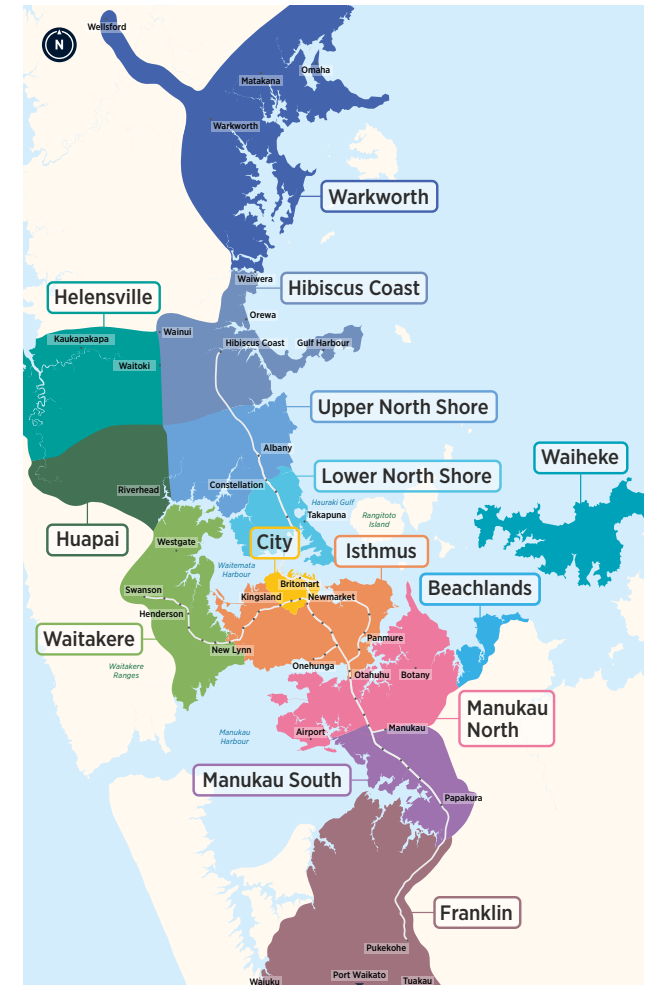 Wellsford
N
Omaha
Matakana
Warkworth
Warkworth
Waiwera
Hibiscus Coast
Helensville
Orewa
Wainui
Kaukapakapa
Hibiscus Coast
Gulf Harbour
Waitoki
Upper North Shore
Albany
Waiheke
Lower North Shore
Constellation
Riverhead
Hauraki Gulf
Takapuna
Rangitoto
Island
Huapai
Westgate
City
Isthmus
Waitemata
Harbour
Britomart
Beachlands
Swanson
Kingsland
Newmarket
Henderson
Waitakere
Panmure
New Lynn
Onehunga
Waitakere
Ranges
Otahuhu
Botany
Manukau
North
Manukau
Airport
Manukau
Harbour
Manukau South
Papakura
Franklin
Pukekohe
Port Waikato
Waiuku
Tuakau